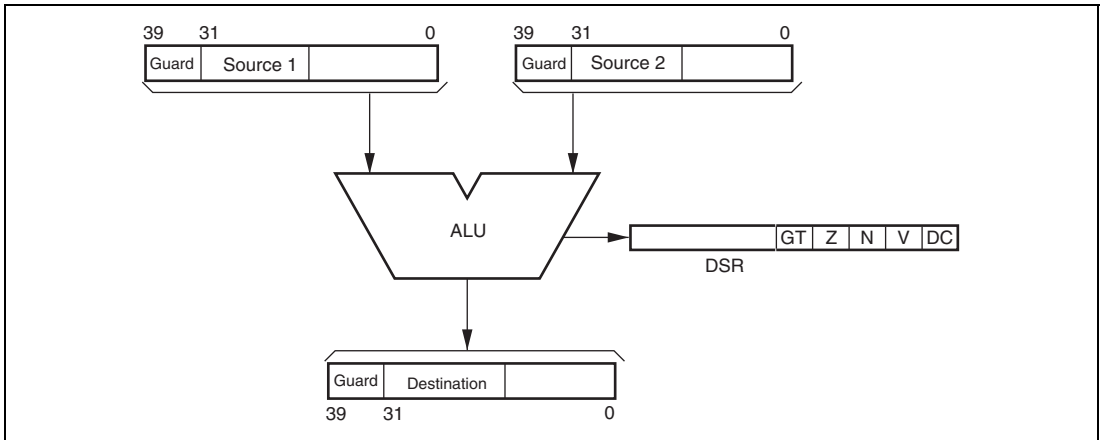 39 31 0 39 31 0
Guard Source 1 Guard Source 2
ALU
GT Z N V DC
DSR
Guard Destination
39 31 0